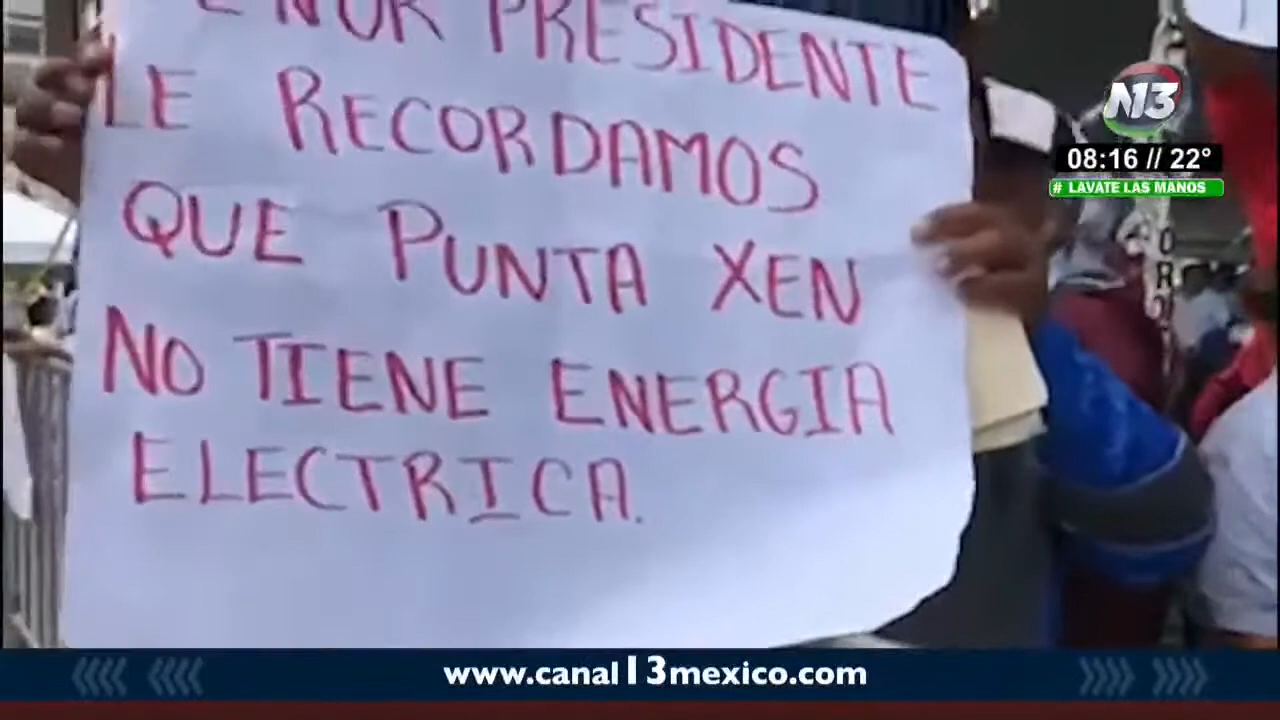 ENOR PRESIDENTE
LE RECORDAMOS
QUE PUNTA XEN
NO TIENE ENERGIA
ELECTRICA.
N13
08:16 // 22°
# LAVATE LAS MANOS
www.canal13mexico.com